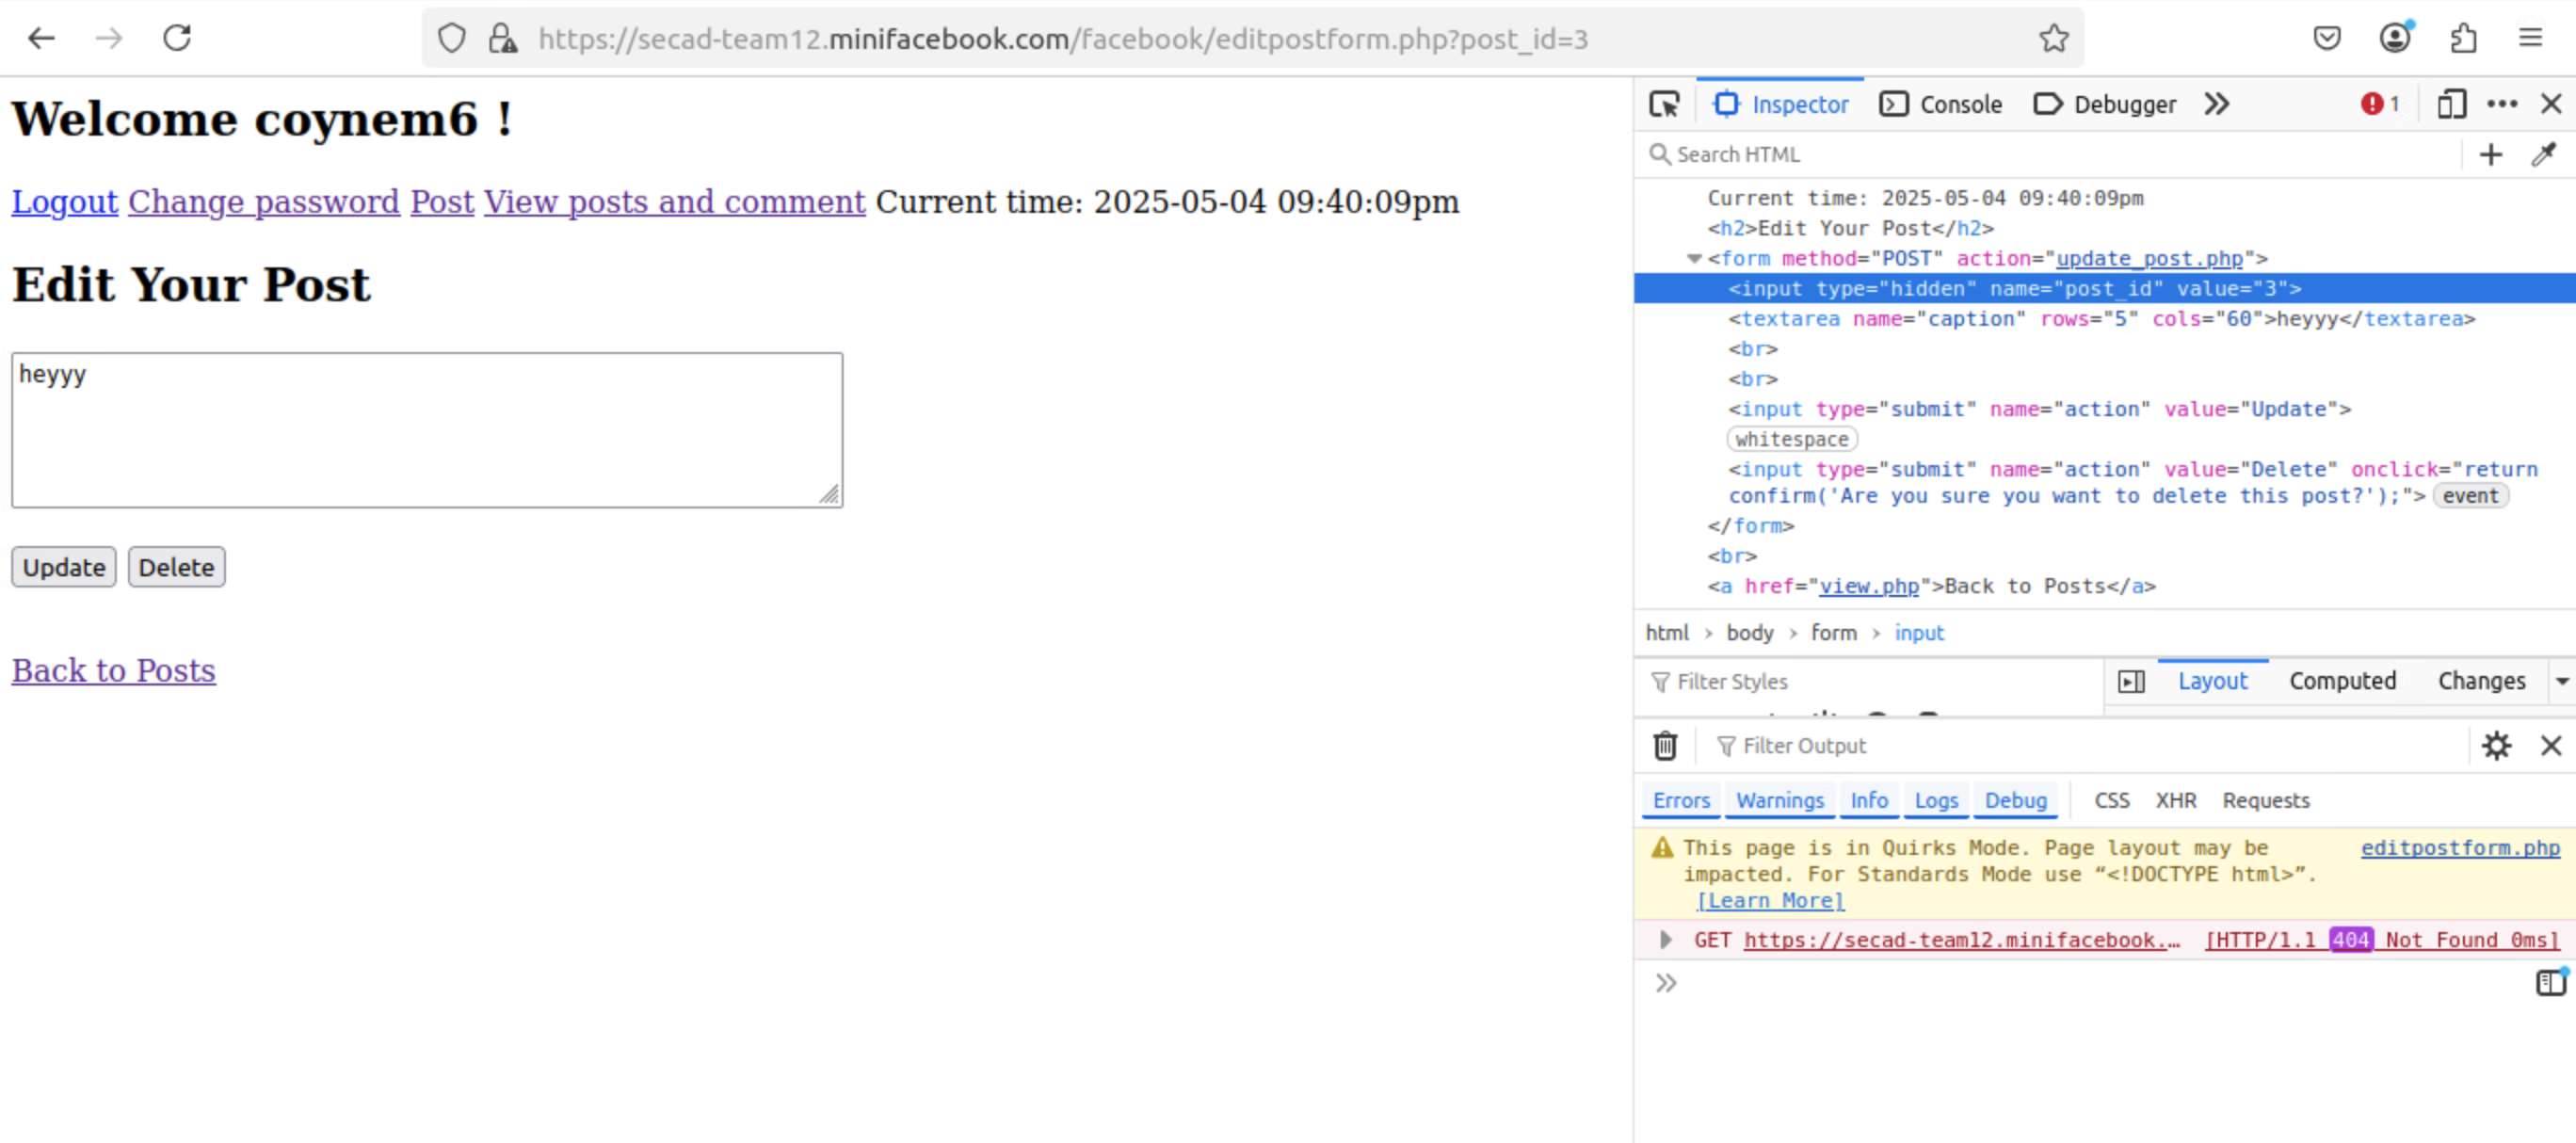 https://secad-team12.minifacebook.com/facebook/editpostform.php?post_id=3
Welcome coynem6 !
Logout Change password Post View posts and comment Current time: 2025-05-04 09:40:09pm
Edit Your Post
heyyy
Update Delete
Back to Posts
Inspector Console Debugger 1
Search HTML
Current time: 2025-05-04 09:40:09pm
<h2>Edit Your Post</h2>
<form method="POST" action="update_post.php">
<input type="hidden" name="post_id" value="3">
<textarea name="caption" rows="5" cols="60">heyyy</textarea>
<br>
<br>
<input type="submit" name="action" value="Update">
whitespace
<input type="submit" name="action" value="Delete" onclick="return
confirm('Are you sure you want to delete this post?');"> event
</form>
<br>
<a href="view.php">Back to Posts</a>
html › body › form › input
Filter Styles
Layout Computed Changes
Filter Output
Errors Warnings Info Logs Debug CSS XHR Requests
This page is in Quirks Mode. Page layout may be editpostform.php
impacted. For Standards Mode use “<!DOCTYPE html>”.
[Learn More]
GET https://secad-team12.minifacebook.… [HTTP/1.1 404 Not Found 0ms]